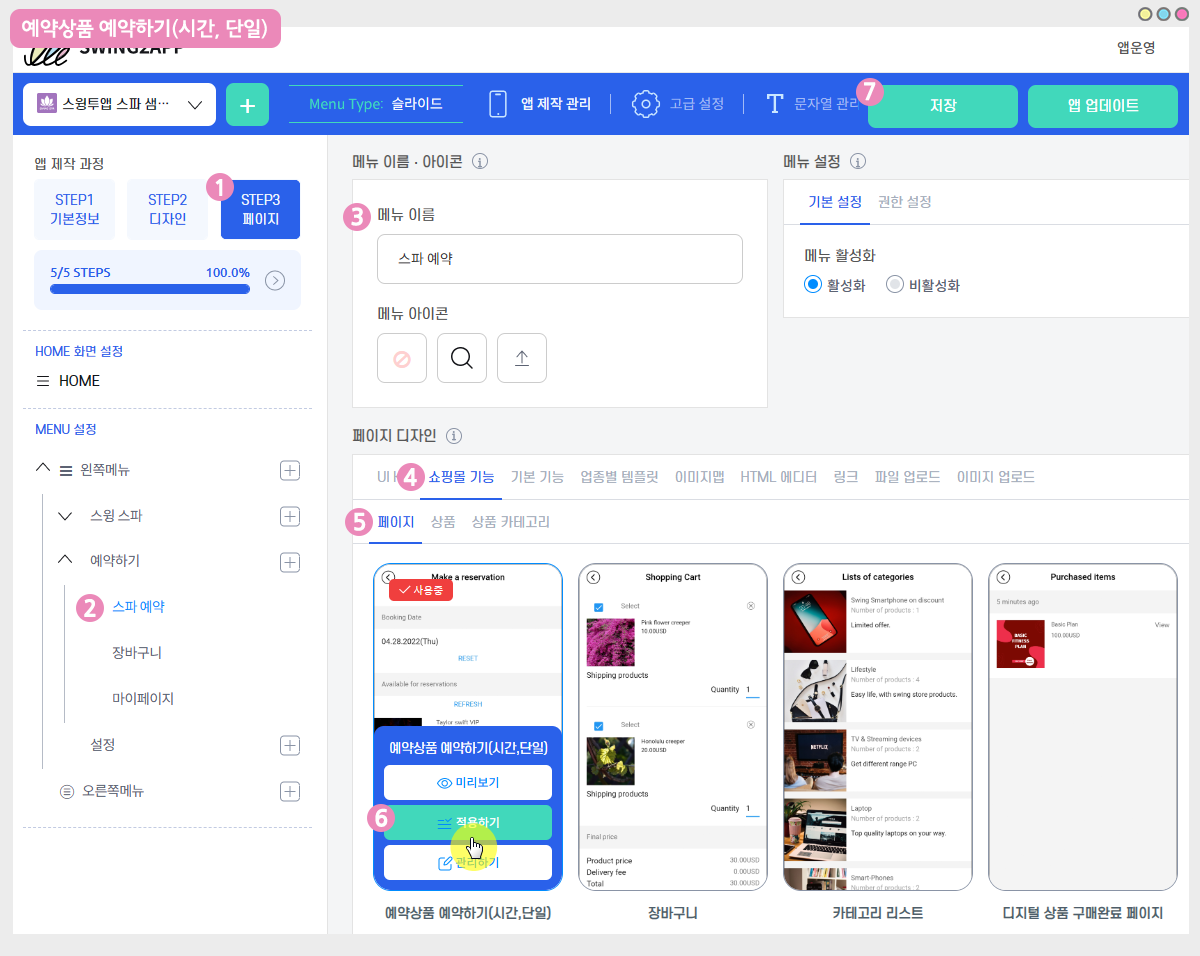 예약상품 예약하기(시간, 단일)
SWING2APP
앱운영
스윙투앱 스파 샘…
Menu Type: 슬라이드
앱 제작 관리
고급 설정
문자열 관리
7
저장
앱 업데이트
앱 제작 과정
STEP1
기본정보
STEP2
디자인
1
STEP3
페이지
5/5 STEPS
100.0%
HOME 화면 설정
HOME
MENU 설정
왼쪽메뉴
스윙 스파
예약하기
2
스파 예약
장바구니
마이페이지
설정
오른쪽메뉴
메뉴 이름 · 아이콘
3
메뉴 이름
스파 예약
메뉴 아이콘
메뉴 설정
기본 설정
권한 설정
메뉴 활성화
활성화
비활성화
페이지 디자인
UI
4
쇼핑몰 기능
기본 기능
업종별 템플릿
이미지맵
HTML 에디터
링크
파일 업로드
이미지 업로드
5
페이지
상품
상품 카테고리
Make a reservation
사용중
Booking Date
04.28.2022(Thu)
RESET
Available for reservations
REFRESH
Taylor swift VIP
예약상품 예약하기(시간,단일)
미리보기
6
적용하기
관리하기
예약상품 예약하기(시간,단일)
Shopping Cart
Select
Pink flower creeper
10.00USD
Shipping products
Quantity 1
Select
Honolulu creeper
20.00USD
Shipping products
Quantity 1
Final price
Product price 30.00USD
Delivery fee 0.00USD
Total 30.00USD
장바구니
Lists of categories
Swing Smartphone on discount
Number of products : 1
Limited offer.
Lifestyle
Number of products : 4
Easy life, with swing store products.
TV & Streaming devices
Number of products : 2
NETFLIX
Get different range PC
Laptop
Number of products : 2
Top quality laptops on your way.
Smart-Phones
Number of products : 2
카테고리 리스트
Purchased items
5 minutes ago
BASIC
FITNESS
PLAN
Basic Plan
100.00USD
View
디지털 상품 구매완료 페이지